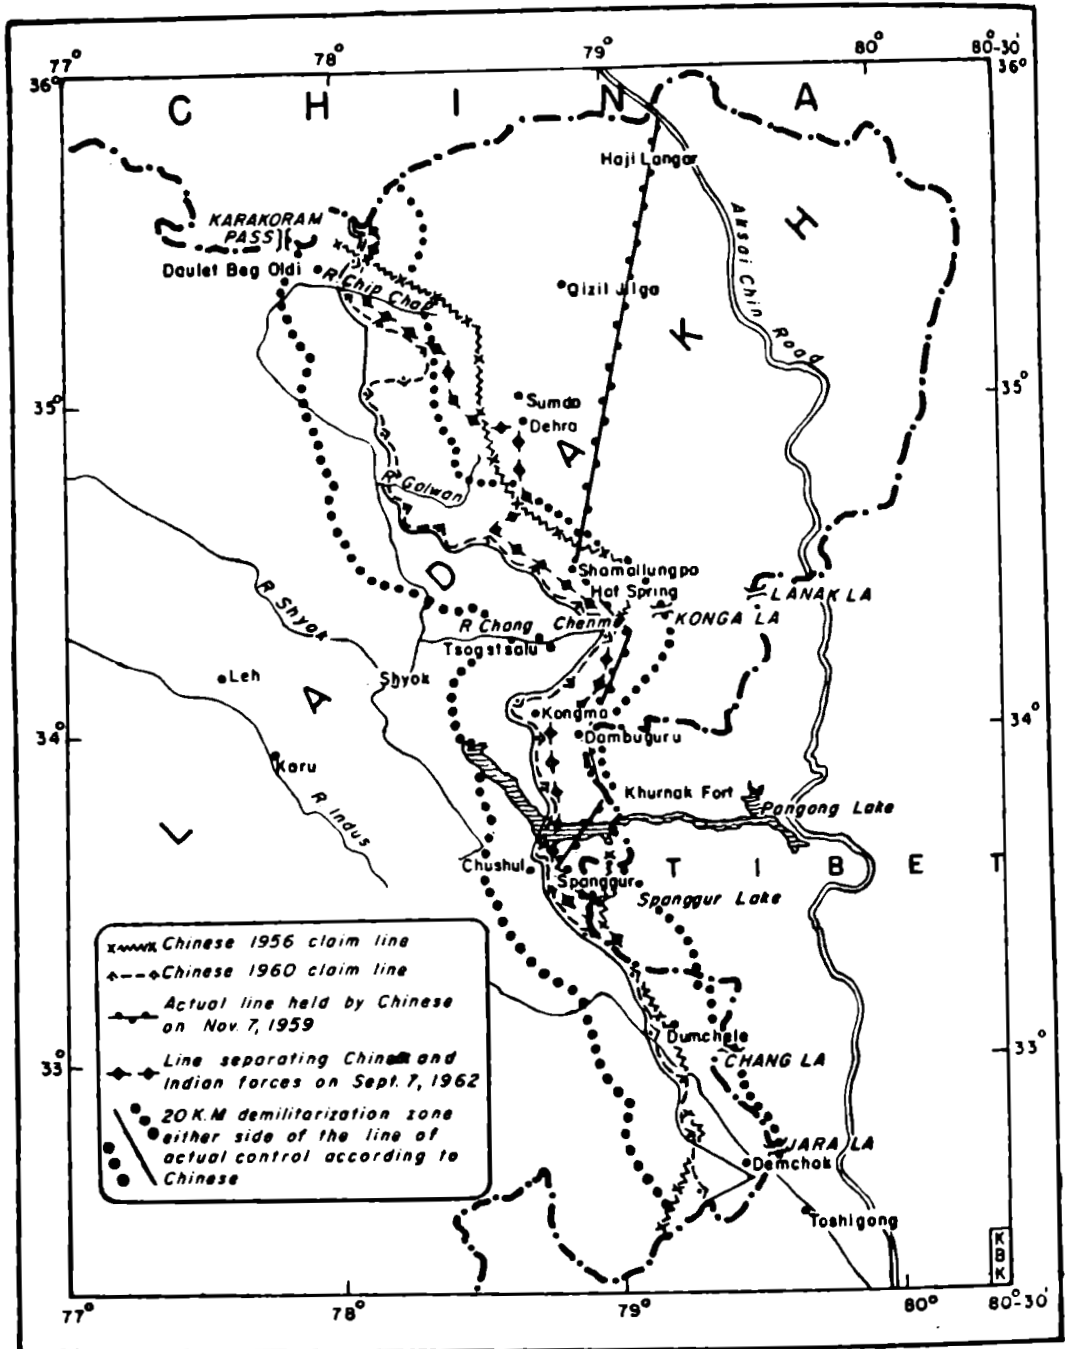 77°
78°
79°
80°
80-30'
36°
36°
C H I N A
Haji Langar
KARAKORAM
PASS
Daulet Beg Oldi
R Chip Chap
Qizil Jilga
Aksai Chin Road
L A D A K H
35°
35°
Sumdo
Dehra
R Galwan
Shamallungpa
Hot Spring
LANAK LA
KONGA LA
R Shyok
R Chang Chenm
Tsogstsalu
Leh
Shyok
Kongma
34°
34°
Dambuguru
Karu
Khurnak Fort
Pangong Lake
R Indus
Chushul
T I B E T
Spanggur
Spanggur Lake
Dumchele
33°
33°
CHANG LA
JARA LA
Demchok
Toshigong
Chinese 1956 claim line
Chinese 1960 claim line
Actual line held by Chinese
on Nov. 7, 1959
Line separating Chinese and
Indian forces on Sept. 7, 1962
20 K.M demilitarization zone
either side of the line of
actual control according to
Chinese
K
B
K
77°
78°
79°
80°
80°-30'